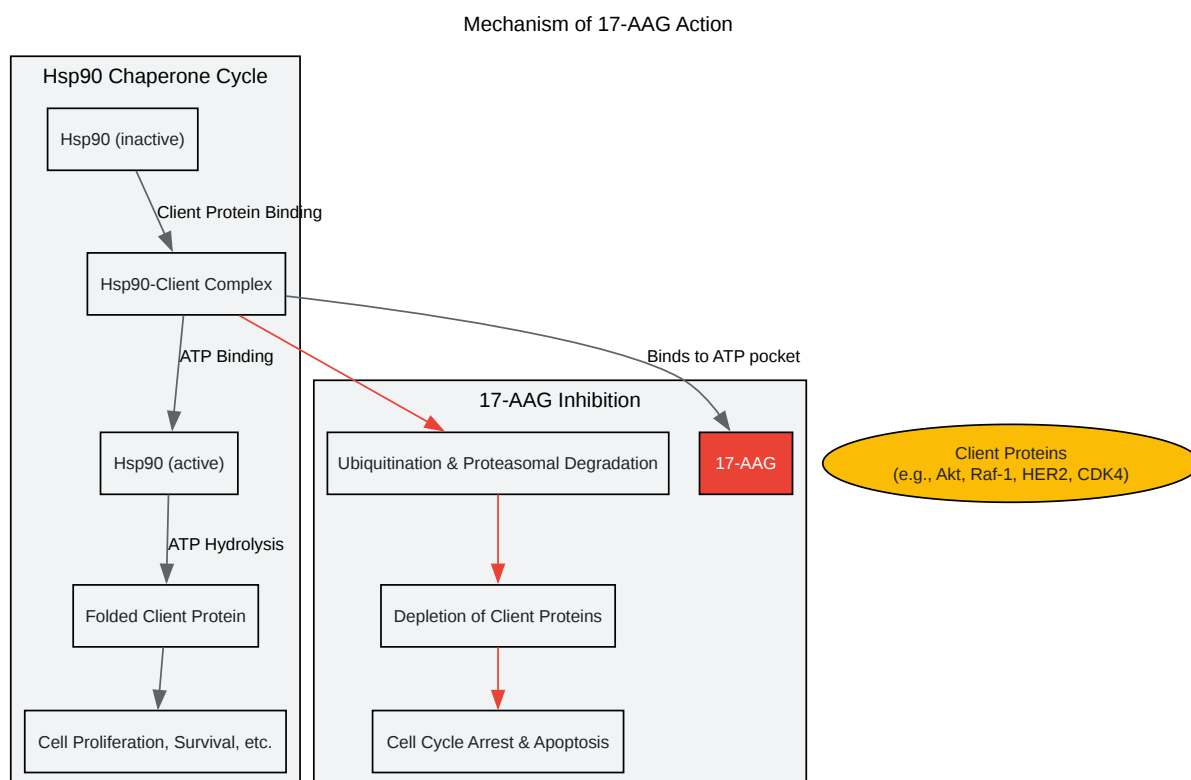 Mechanism of 17-AAG Action
Hsp90 Chaperone Cycle
Hsp90 (inactive)
Client Protein Binding
Hsp90-Client Complex
ATP Binding
Hsp90 (active)
ATP Hydrolysis
Folded Client Protein
Cell Proliferation, Survival, etc.
Binds to ATP pocket
17-AAG Inhibition
Ubiquitination & Proteasomal Degradation
17-AAG
Depletion of Client Proteins
Cell Cycle Arrest & Apoptosis
Client Proteins
(e.g., Akt, Raf-1, HER2, CDK4)